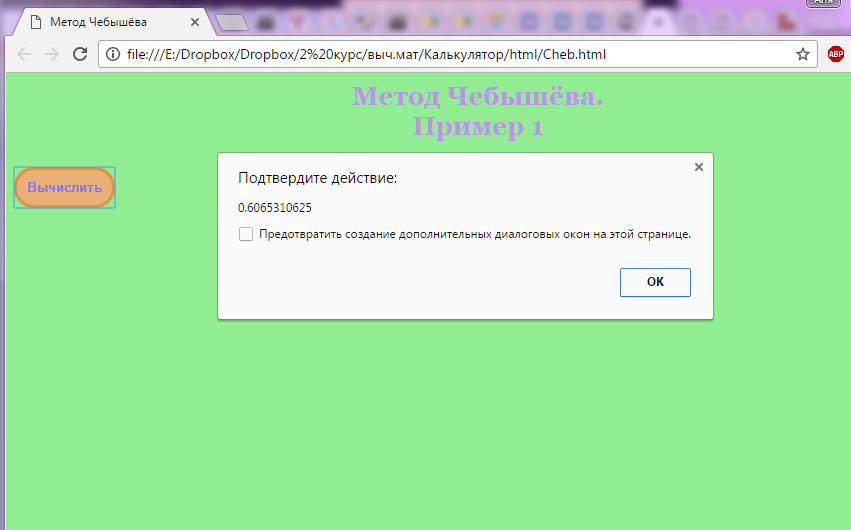 Аня
Метод Чебышёва
file:///E:/Dropbox/Dropbox/2%20курс/выч.мат/Калькулятор/html/Cheb.html
ABP
Метод Чебышёва.
Пример 1
Подтвердите действие:
0.6065310625
Предотвратить создание дополнительных диалоговых окон на этой странице.
OK
Вычислить